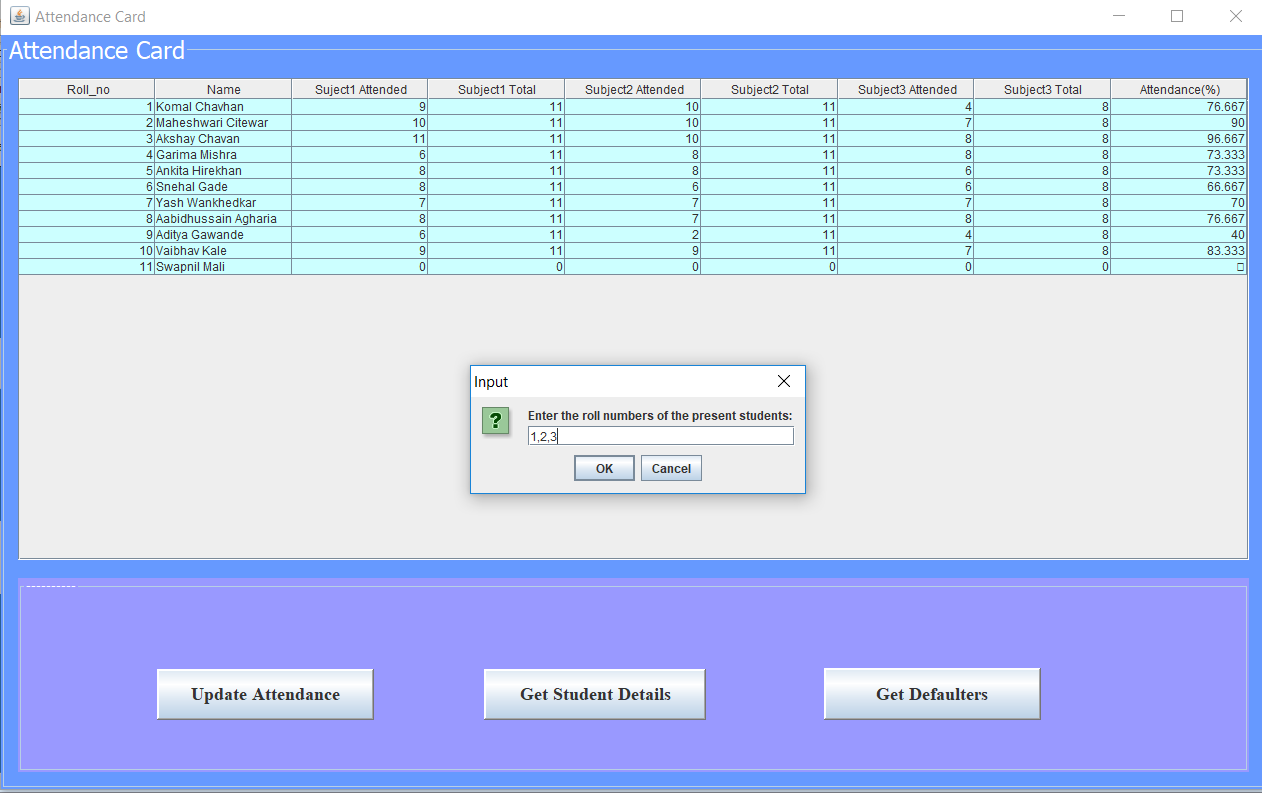 Attendance Card
Attendance Card
Roll_no Name Suject1 Attended Subject1 Total Subject2 Attended Subject2 Total Subject3 Attended Subject3 Total Attendance(%)
1 Komal Chavhan 9 11 10 11 4 8 76.667
2 Maheshwari Citewar 10 11 10 11 7 8 90
3 Akshay Chavan 11 11 10 11 8 8 96.667
4 Garima Mishra 6 11 8 11 8 8 73.333
5 Ankita Hirekhan 8 11 8 11 6 8 73.333
6 Snehal Gade 8 11 6 11 6 8 66.667
7 Yash Wankhedkar 7 11 7 11 7 8 70
8 Aabidhussain Agharia 8 11 7 11 8 8 76.667
9 Aditya Gawande 6 11 2 11 4 8 40
10 Vaibhav Kale 9 11 9 11 7 8 83.333
11 Swapnil Mali 0 0 0 0 0 0 □
Input
?
Enter the roll numbers of the present students:
1,2,3
OK Cancel
Update Attendance Get Student Details Get Defaulters